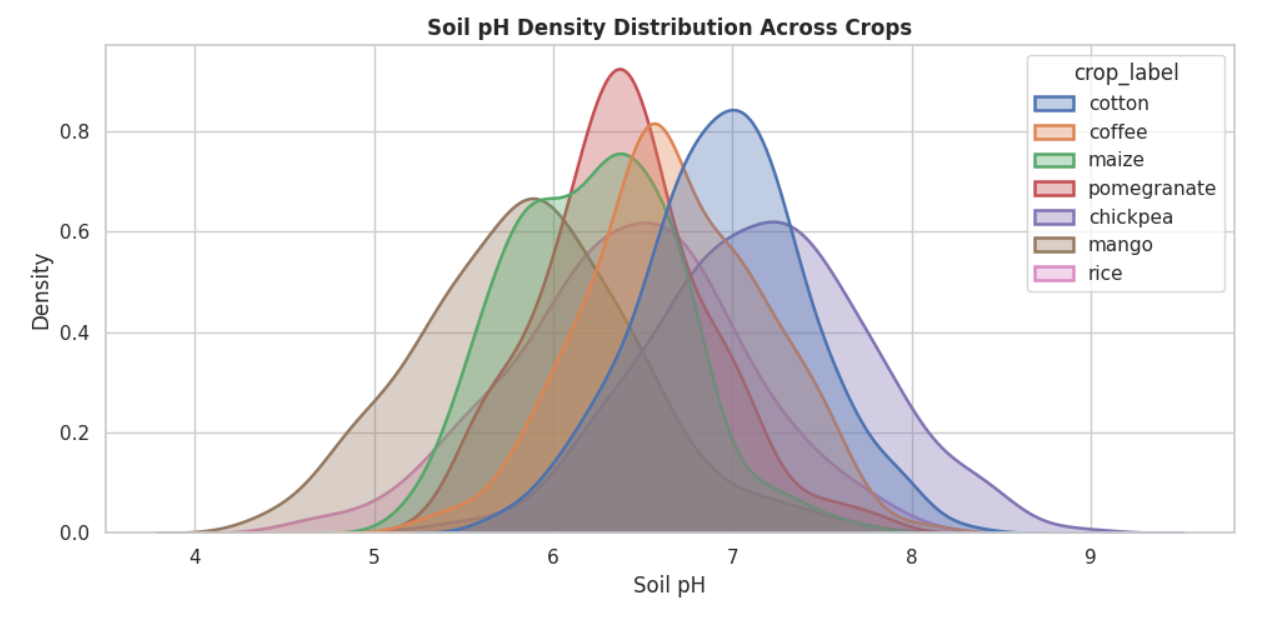 Soil pH Density Distribution Across Crops
crop_label
cotton
coffee
maize
pomegranate
chickpea
mango
rice
Density
0.8
0.6
0.4
0.2
0.0
4 5 6 7 8 9
Soil pH